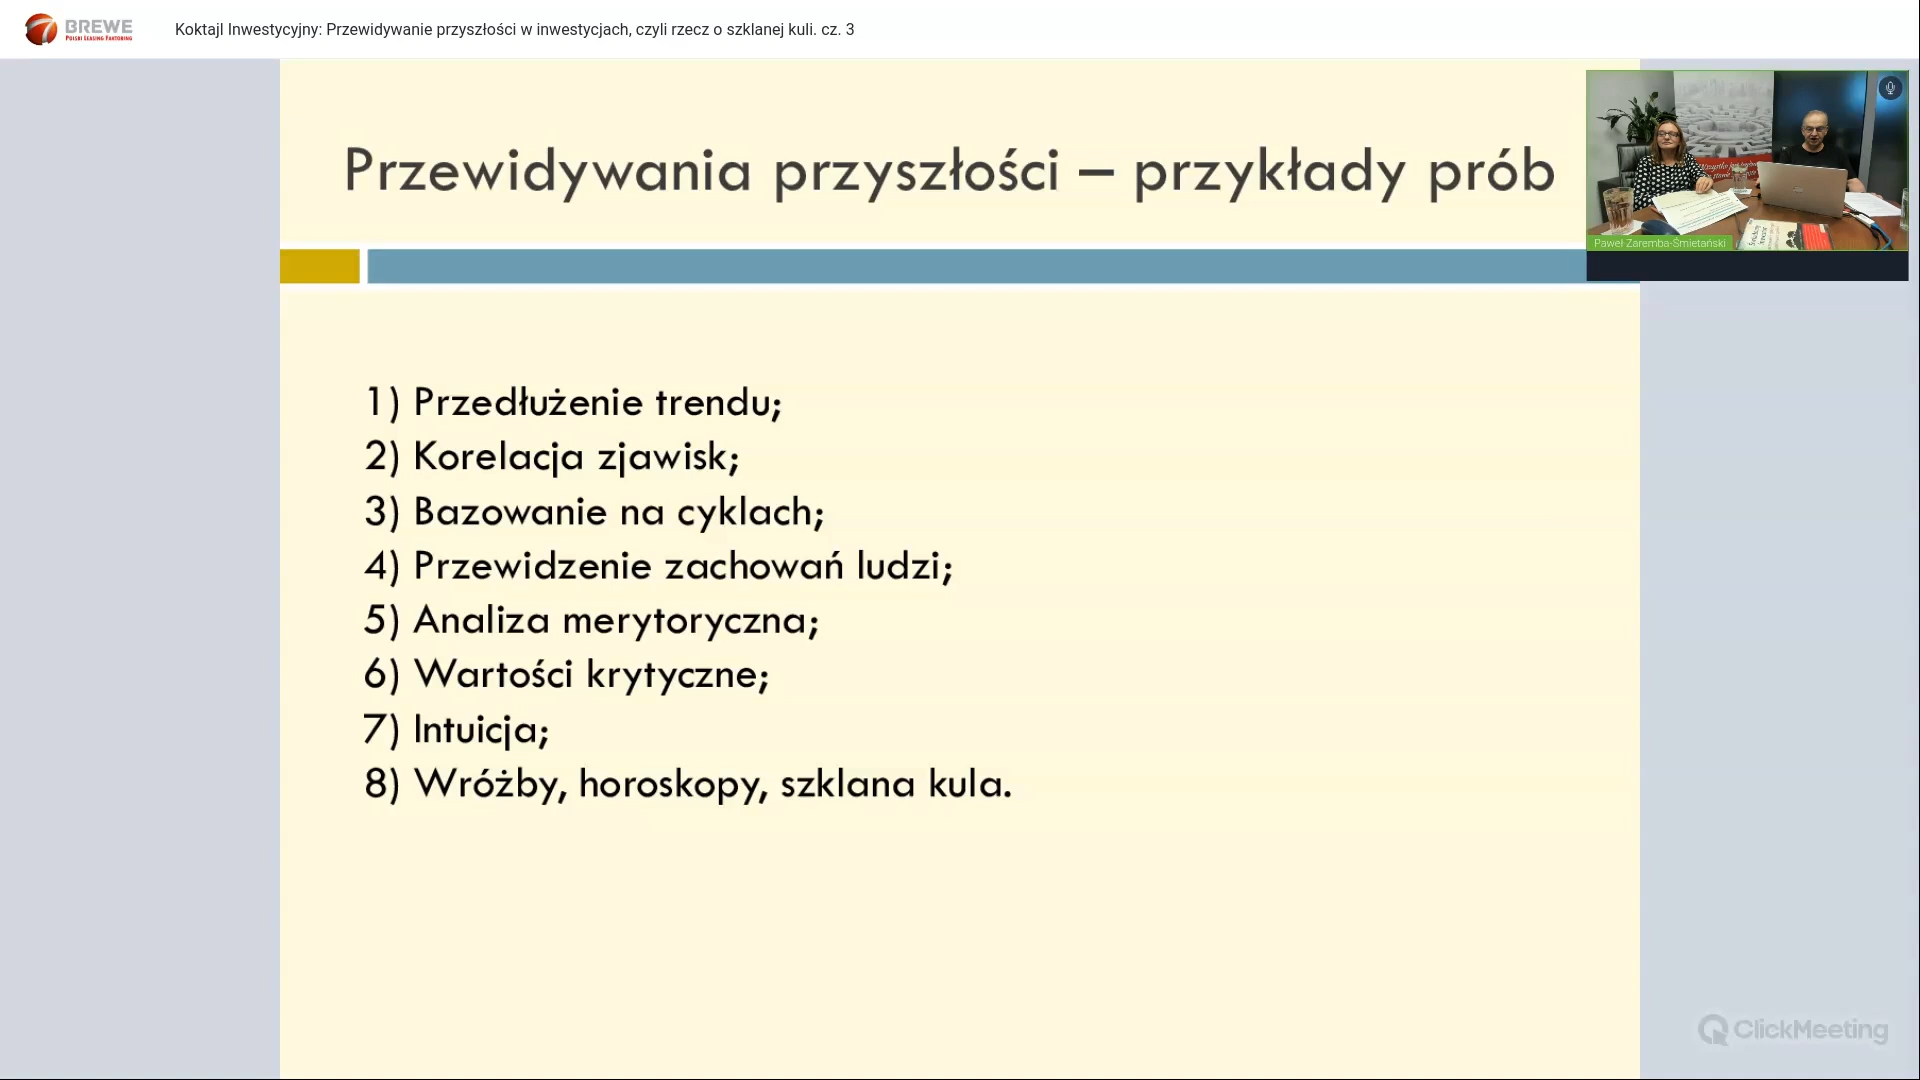 BREWE
POLSKI LEASING FAKTORING
Koktajl Inwestycyjny: Przewidywanie przyszłości w inwestycjach, czyli rzecz o szklanej kuli. cz. 3
Przewidywania przyszłości – przykłady prób
Paweł Zaremba-Śmietański
1) Przedłużenie trendu;
2) Korelacja zjawisk;
3) Bazowanie na cyklach;
4) Przewidzenie zachowań ludzi;
5) Analiza merytoryczna;
6) Wartości krytyczne;
7) Intuicja;
8) Wróżby, horoskopy, szklana kula.
ClickMeeting